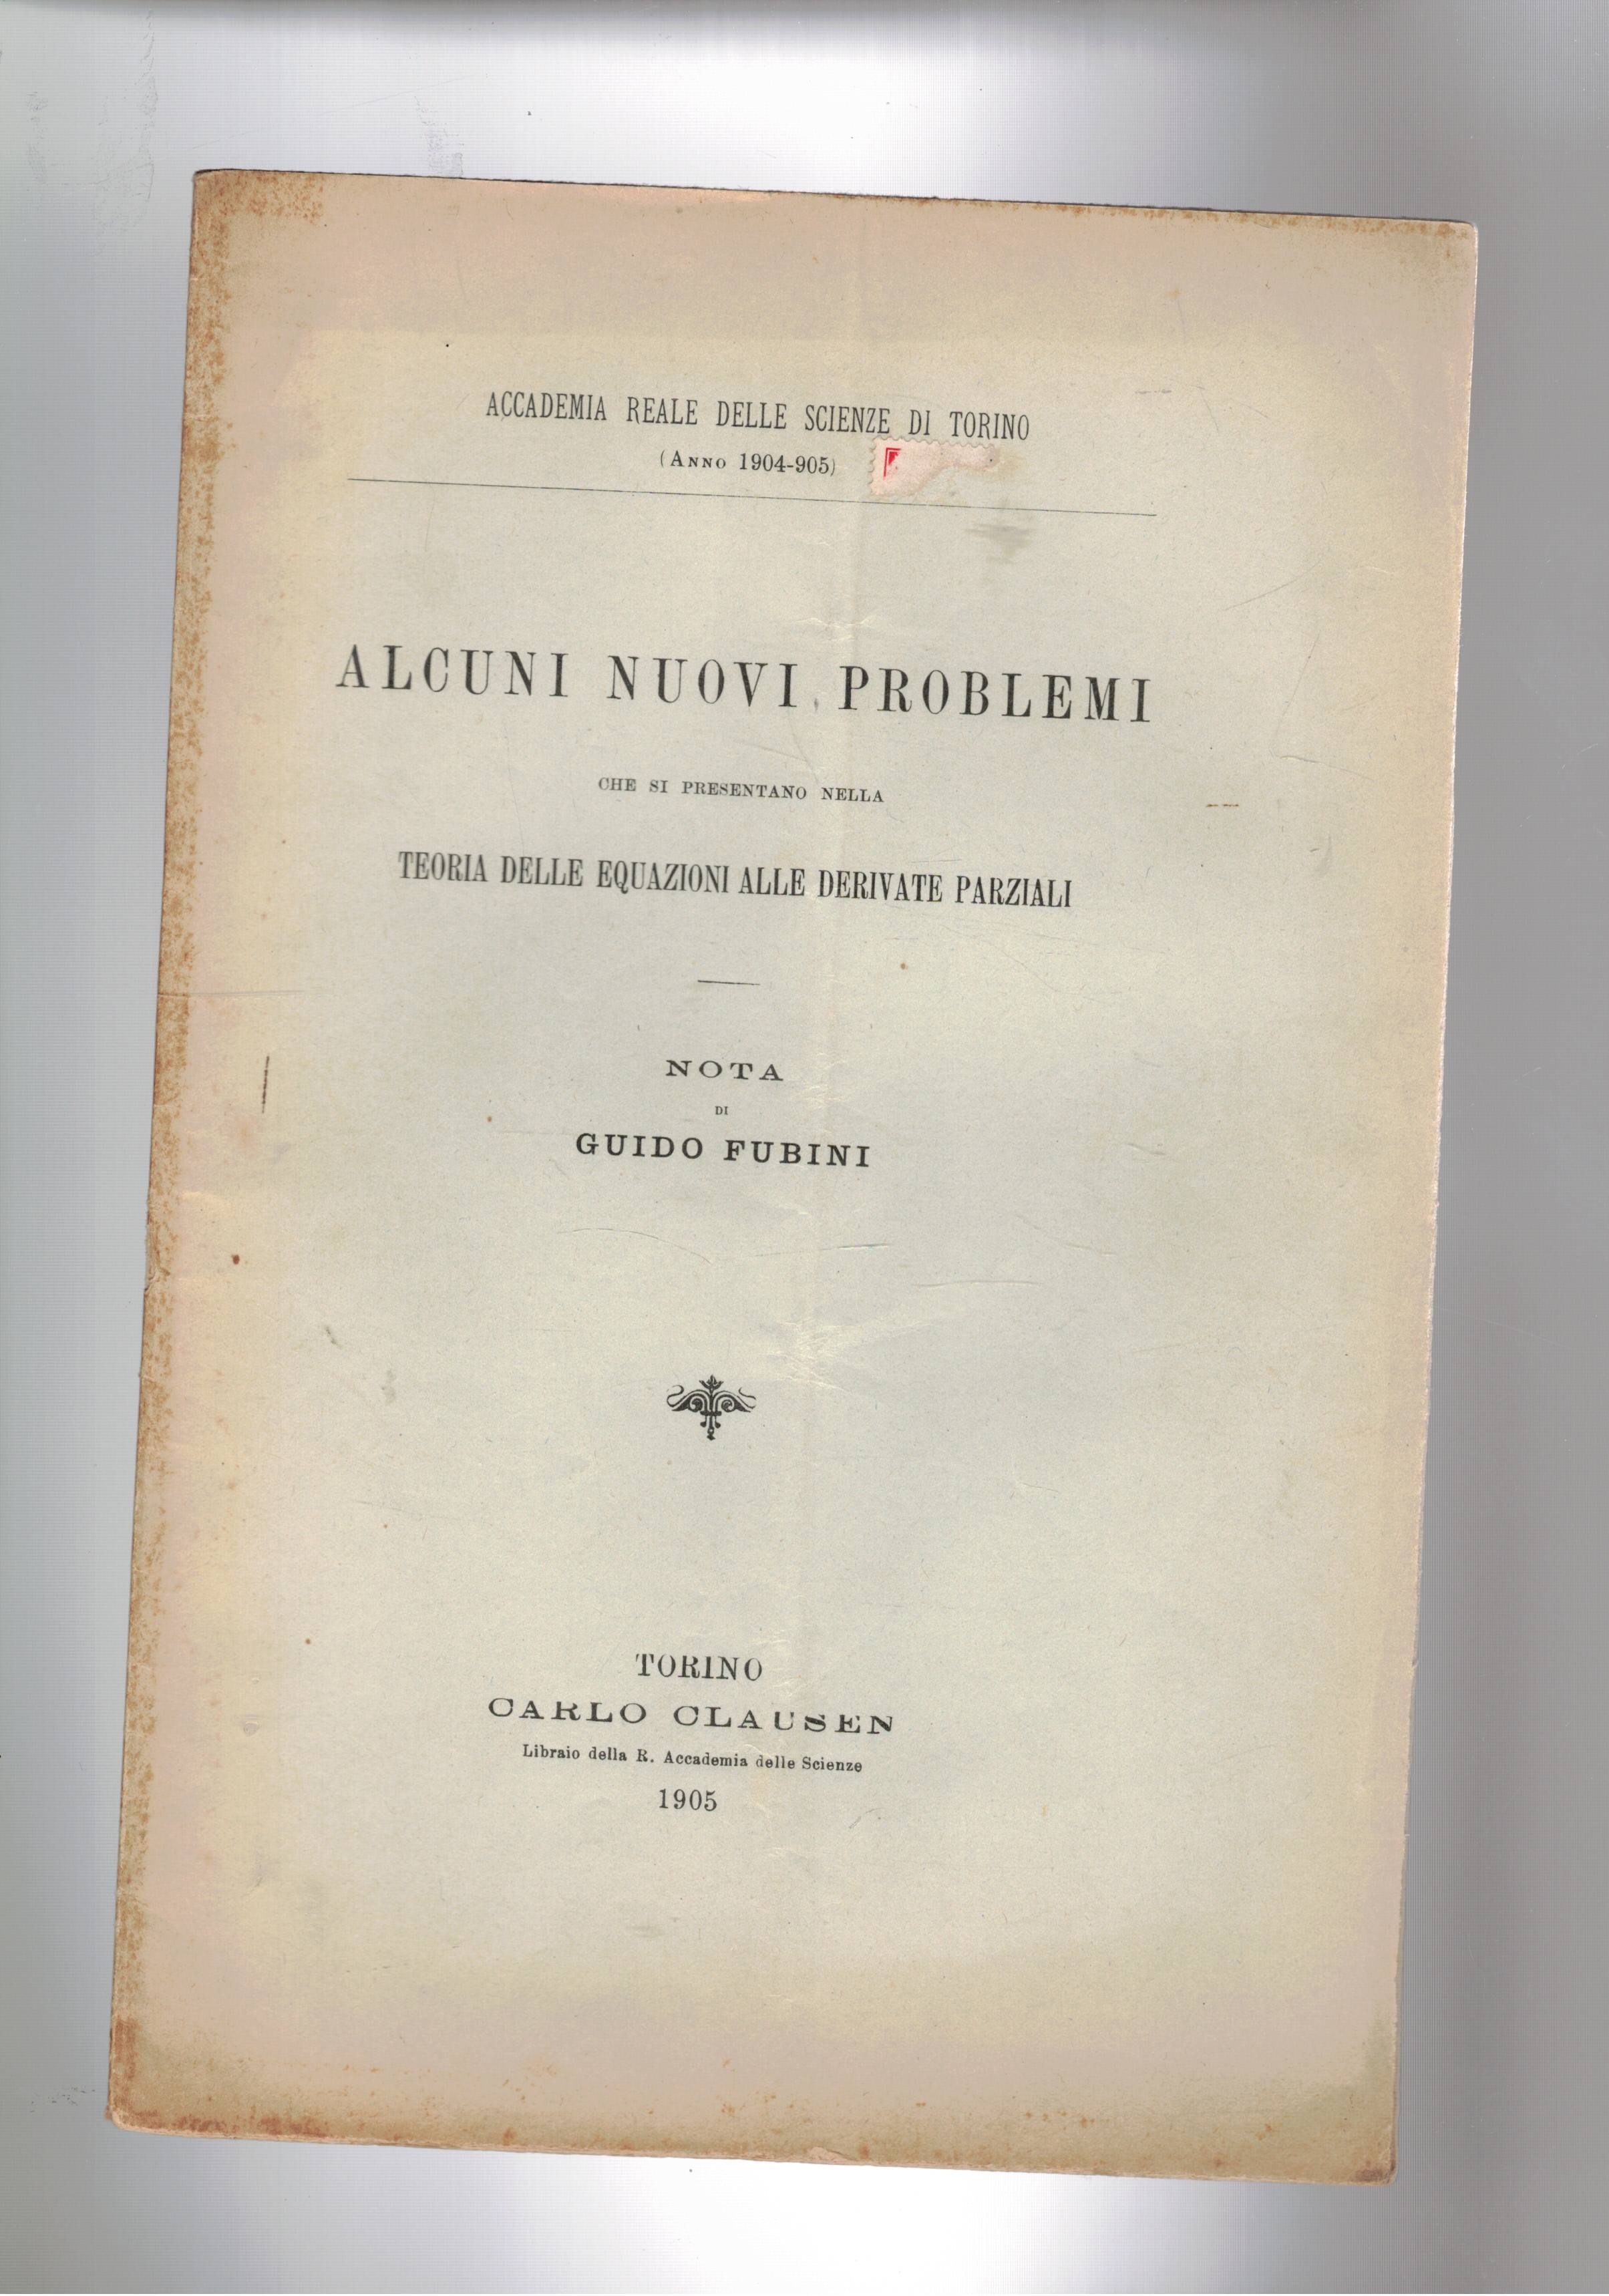 ACCADEMIA REALE DELLE SCIENZE DI TORINO
(ANNO 1904-905)
ALCUNI NUOVI PROBLEMI
CHE SI PRESENTANO NELLA
TEORIA DELLE EQUAZIONI ALLE DERIVATE PARZIALI
NOTA
DI
GUIDO FUBINI
TORINO
CARLO CLAUSEN
Libraio della R. Accademia delle Scienze
1905